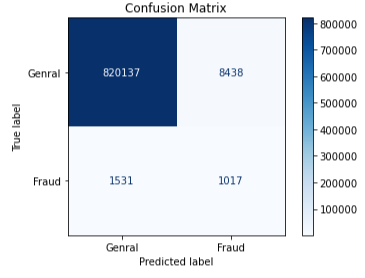 Confusion Matrix
Genral
820137
8438
Fraud
1531
1017
Genral
Fraud
True label
Predicted label
800000
700000
600000
500000
400000
300000
200000
100000